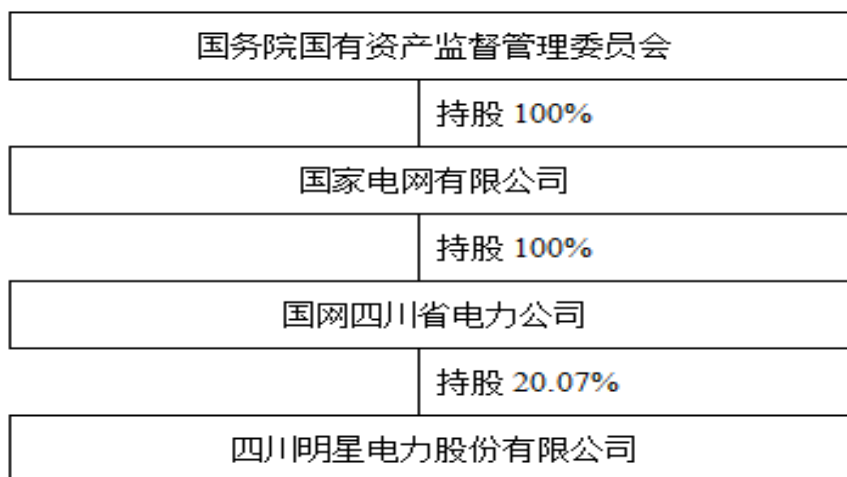 国务院国有资产监督管理委员会
持股 100%
国家电网有限公司
持股 100%
国网四川省电力公司
持股 20.07%
四川明星电力股份有限公司